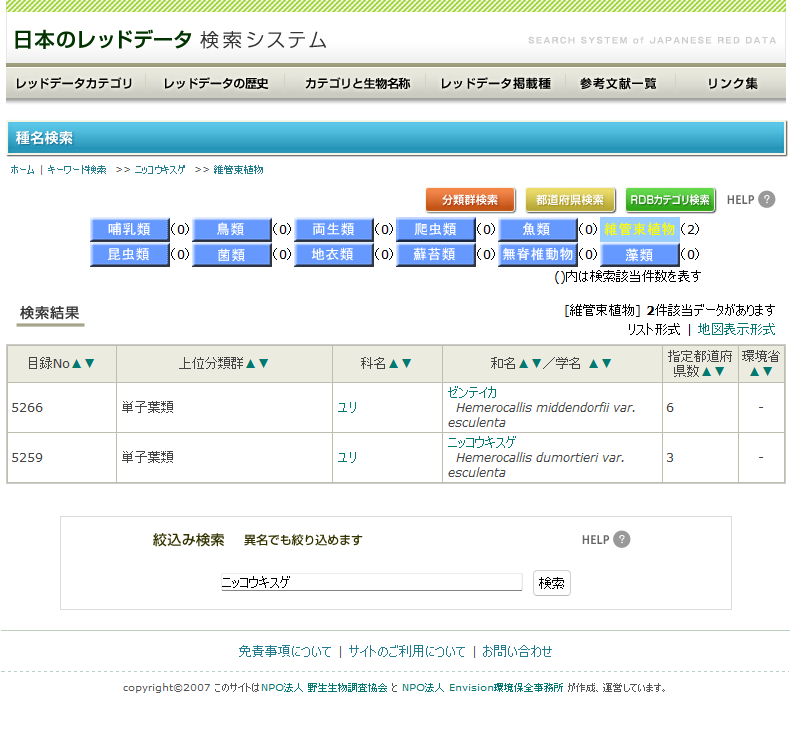 日本のレッドデータ 検索システム
SEARCH SYSTEM of JAPANESE RED DATA
レッドデータカテゴリ レッドデータの歴史 カテゴリと生物名称 レッドデータ掲載種 参考文献一覧 リンク集
種名検索
ホーム | キーワード検索 >> ニッコウキスゲ >> 維管束植物
分類群検索 都道府県検索 RDBカテゴリ検索 HELP ?
哺乳類 (0) 鳥類 (0) 両生類 (0) 爬虫類 (0) 魚類 (0) 維管束植物 (2)
昆虫類 (0) 菌類 (0) 地衣類 (0) 蘚苔類 (0) 無脊椎動物 (0) 藻類 (0)
()内は検索該当件数を表す
検索結果
[維管束植物] 2件該当データがあります
リスト形式 | 地図表示形式
目録No▲▼ 上位分類群▲▼ 科名▲▼ 和名▲▼／学名 ▲▼ 指定都道府県数▲▼ 環境省▲▼
5266 単子葉類 ユリ ゼンテイカ 6 -
Hemerocallis middendorfii var.
esculenta
5259 単子葉類 ユリ ニッコウキスゲ 3 -
Hemerocallis dumortieri var.
esculenta
絞込み検索 異名でも絞り込めます HELP ?
ニッコウキスゲ 検索
免責事項について | サイトのご利用について | お問い合わせ
copyright©2007 このサイトはNPO法人 野生生物調査協会 と NPO法人 Envision環境保全事務所 が作成、運営しています。